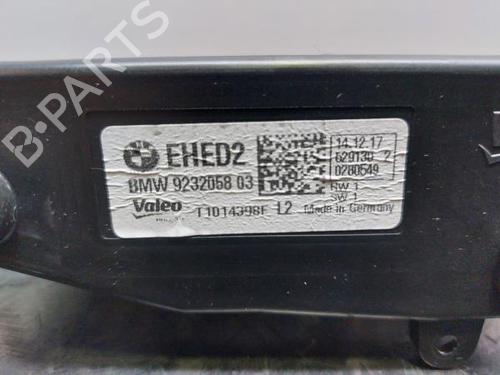 B-PARTS
EHED2
BMW 9232058 03
Valeo
T1014398F L2
14.12.17
629130 2
0280549
HW 1
SW 1
Made in Germany